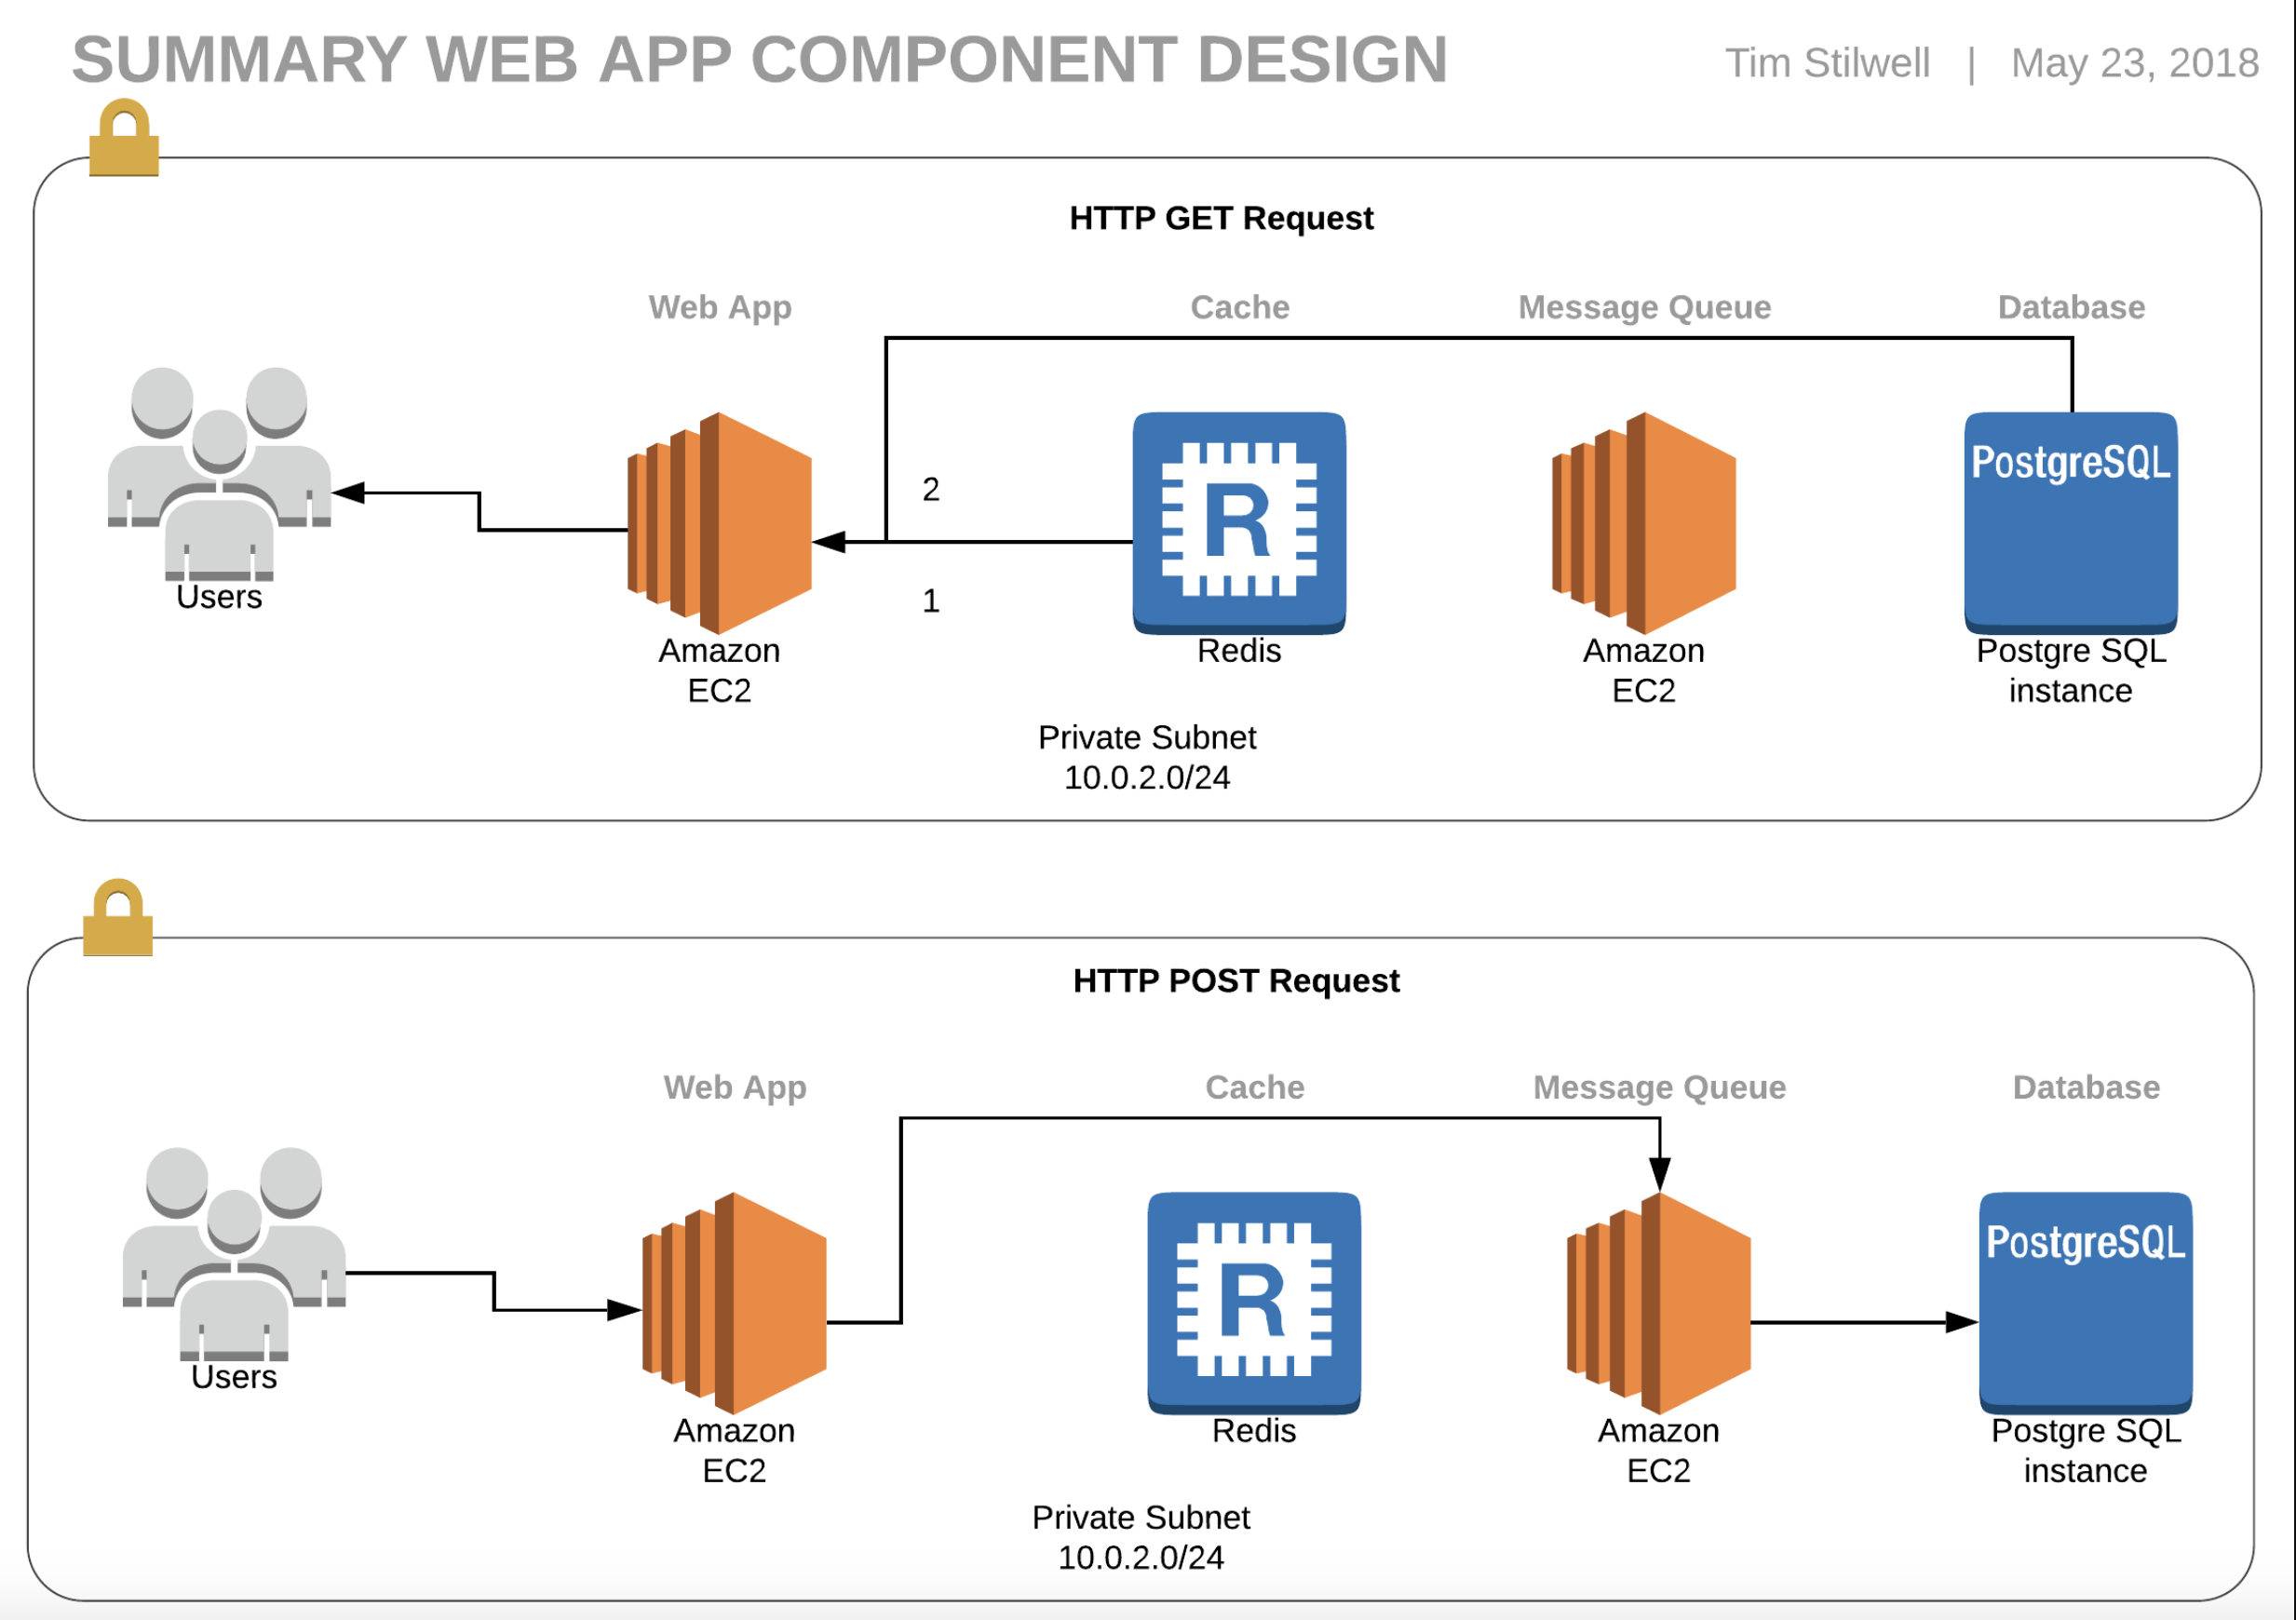 SUMMARY WEB APP COMPONENT DESIGN
Tim Stilwell | May 23, 2018
HTTP GET Request
Web App
Cache
Message Queue
Database
2
1
R
PostgreSQL
Users
Amazon
EC2
Redis
Amazon
EC2
Postgre SQL
instance
Private Subnet
10.0.2.0/24
HTTP POST Request
Web App
Cache
Message Queue
Database
R
PostgreSQL
Users
Amazon
EC2
Redis
Amazon
EC2
Postgre SQL
instance
Private Subnet
10.0.2.0/24